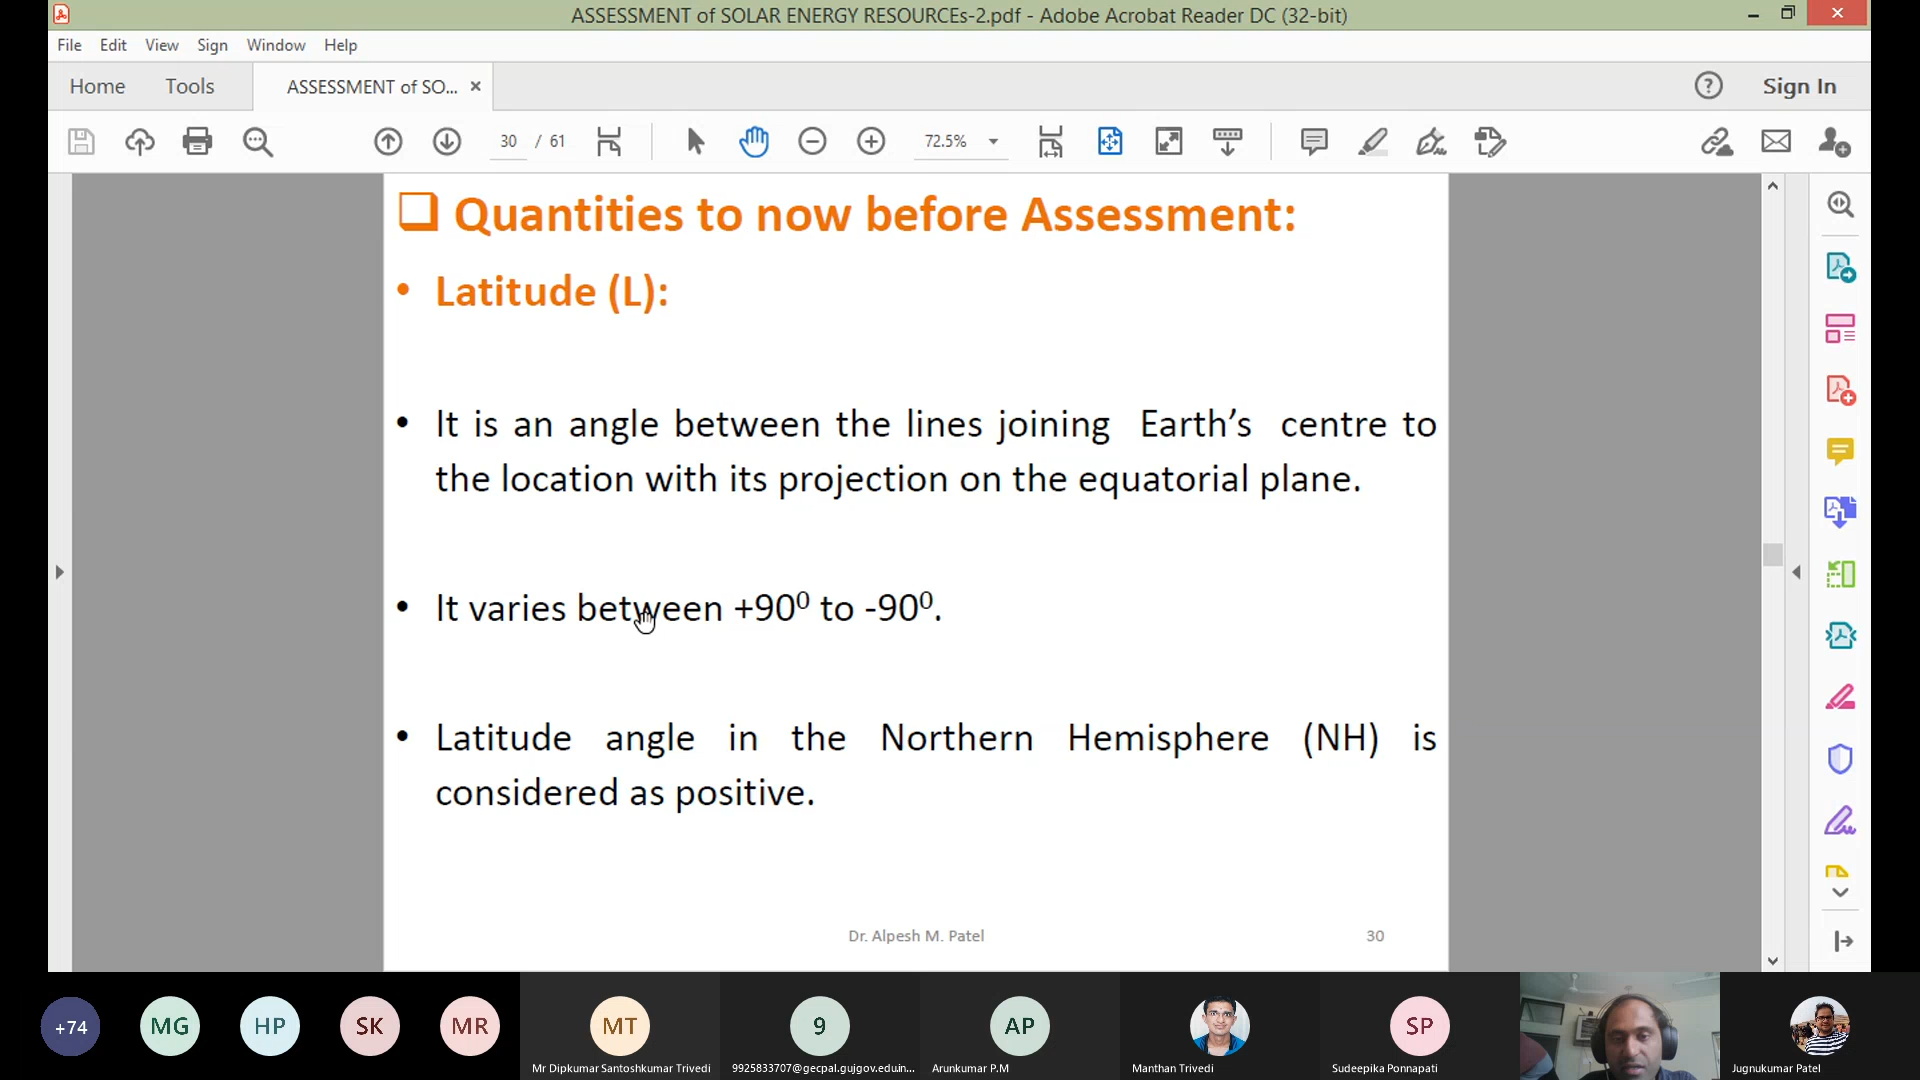 ASSESSMENT of SOLAR ENERGY RESOURCEs-2.pdf - Adobe Acrobat Reader DC (32-bit)
File Edit View Sign Window Help
Home Tools ASSESSMENT of SO... × Sign In
30 / 61 72.5%
❑ Quantities to now before Assessment:
• Latitude (L):
• It is an angle between the lines joining Earth’s centre to
the location with its projection on the equatorial plane.
• It varies between +90⁰ to -90⁰.
• Latitude angle in the Northern Hemisphere (NH) is
considered as positive.
Dr. Alpesh M. Patel 30
+74 MG HP SK MR MT 9 AP SP
Mr Dipkumar Santoshkumar Trivedi 9925833707@gecpal.gujgov.eduin... Arunkumar P.M Manthan Trivedi Sudeepika Ponnapati Jugnukumar Patel